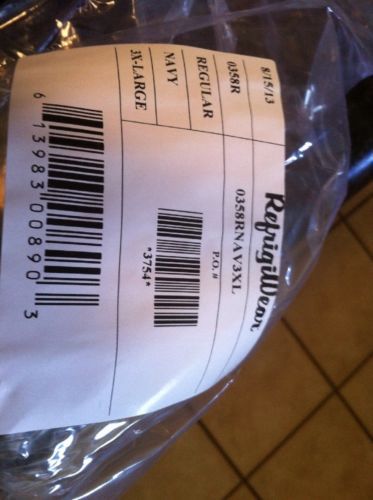 RefrigiWear
8/15/13
0358R
0358RNAV3XL
REGULAR
P.O. #
NAVY
3X-LARGE
*3754*
6 13983 00890 3